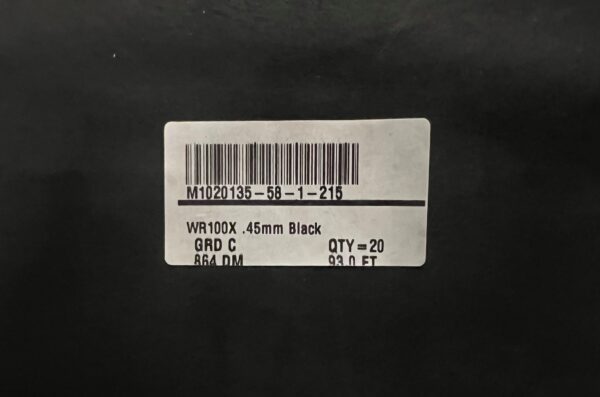 M1020135-58-1-215
WR100X .45mm Black
GRD C QTY=20
864 DM 93.0 FT